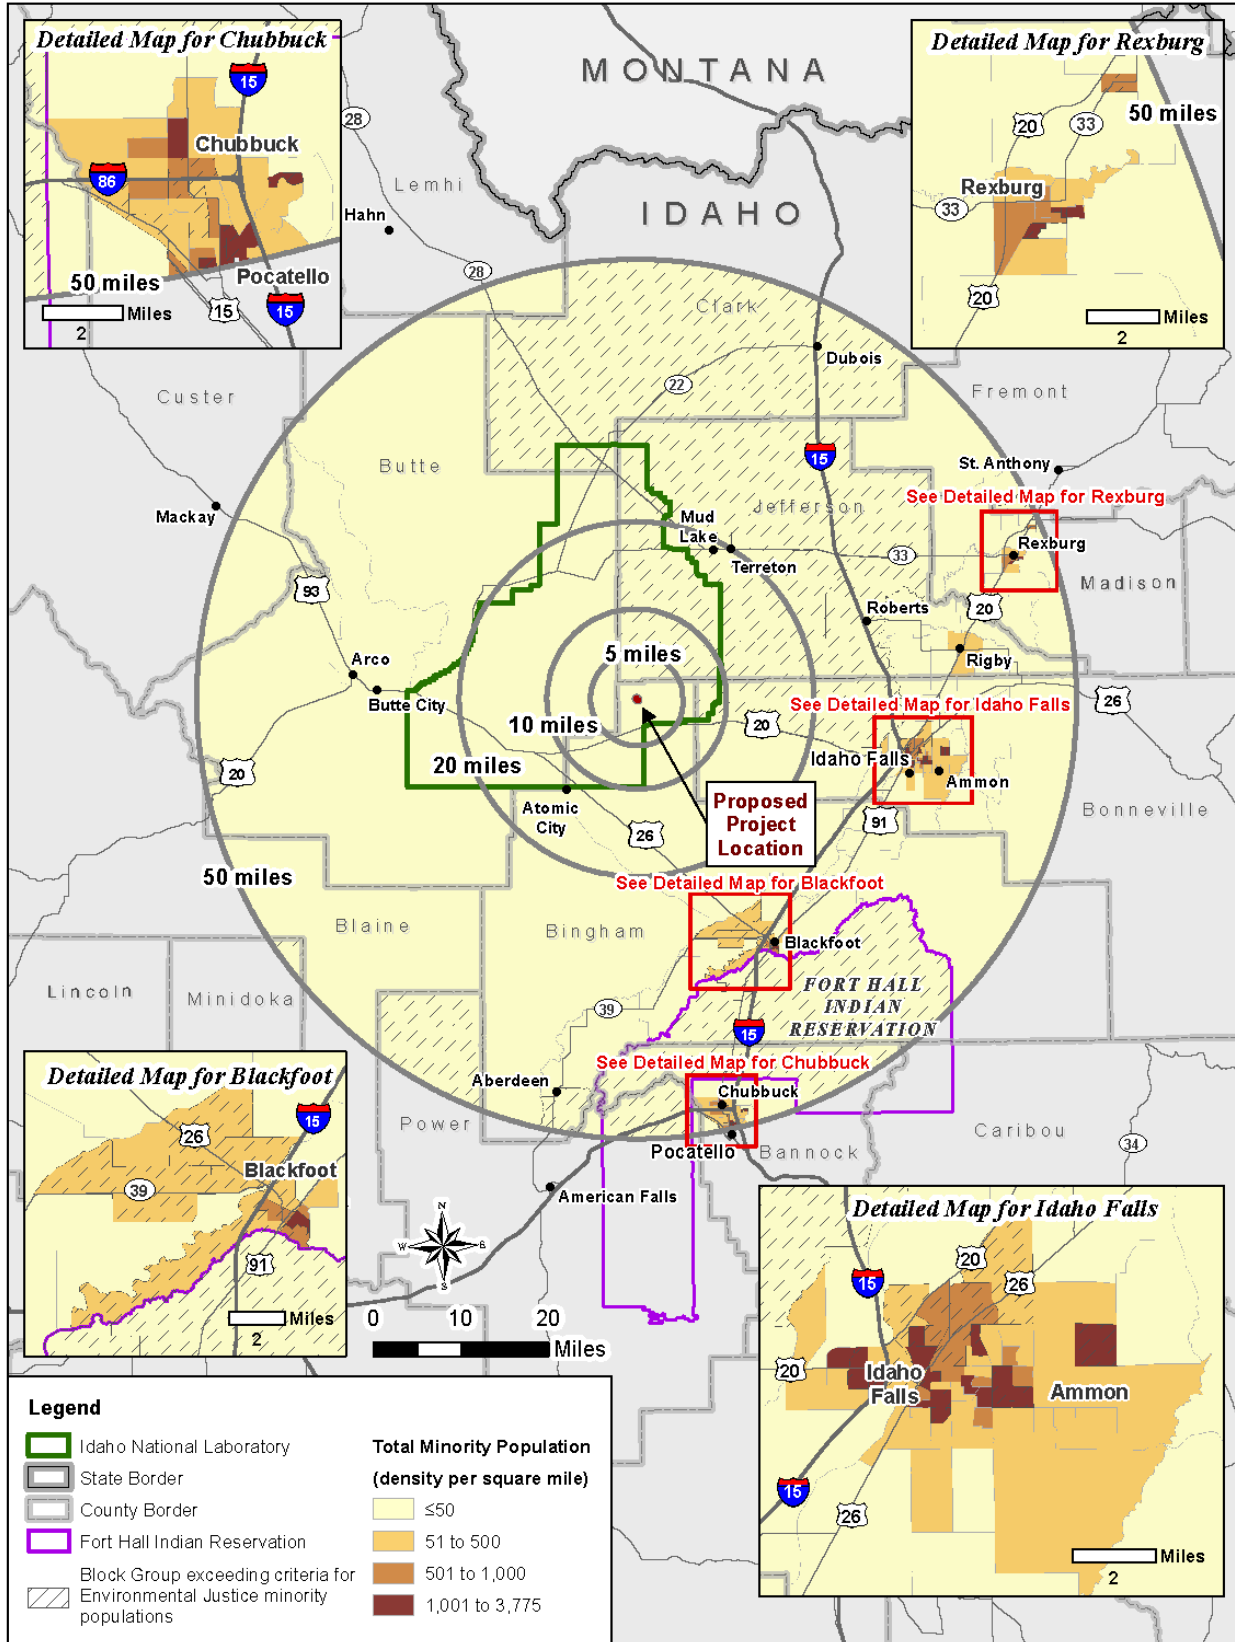 Detailed Map for Chubbuck
15
Chubbuck
86
Pocatello
50 miles
15
15
Miles
2
Detailed Map for Rexburg
50 miles
20
33
Rexburg
33
20
Miles
2
MONTANA
IDAHO
28
Lemhi
Hahn
28
Clark
Dubois
22
Custer
Fremont
Butte
15
St. Anthony
See Detailed Map for Rexburg
Mackay
Jefferson
Mud
Lake
Terreton
33
Rexburg
Madison
93
Roberts
20
Rigby
5 miles
Arco
Butte City
26
See Detailed Map for Idaho Falls
10 miles
20
20 miles
20
Idaho Falls
Ammon
Atomic
City
Proposed
Project
Location
Bonneville
26
91
50 miles
See Detailed Map for Blackfoot
Blaine
Bingham
Blackfoot
Lincoln
Minidoka
FORT HALL
INDIAN
RESERVATION
39
15
See Detailed Map for Chubbuck
Aberdeen
Chubbuck
Power
Pocatello
Bannock
Caribou
34
American Falls
Detailed Map for Blackfoot
15
26
Blackfoot
39
91
Miles
2
N
W
E
S
0 10 20
Miles
Detailed Map for Idaho Falls
20
15
26
20
Idaho
Falls
Ammon
15
26
Miles
2
Legend
Idaho National Laboratory
State Border
County Border
Fort Hall Indian Reservation
Block Group exceeding criteria for
Environmental Justice minority
populations
Total Minority Population
(density per square mile)
≤50
51 to 500
501 to 1,000
1,001 to 3,775